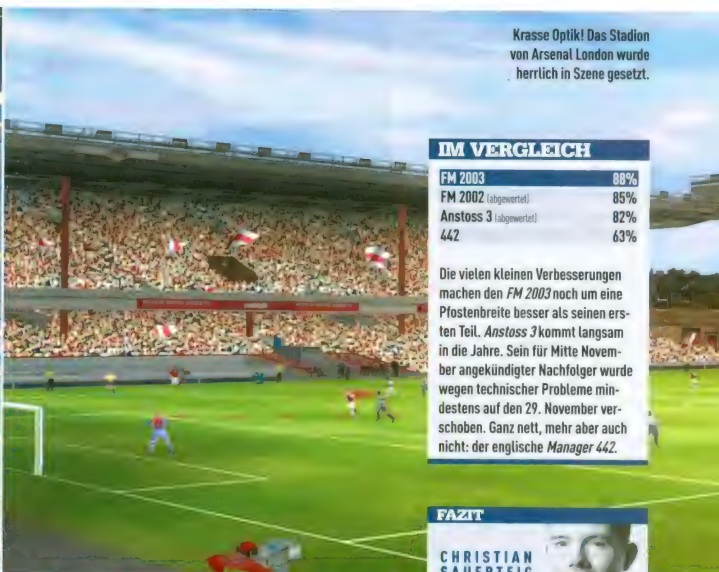 Krasse Optik! Das Stadion
von Arsenal London wurde
herrlich in Szene gesetzt.
IM VERGLEICH
FM 2003 88%
FM 2002 (abgewertet) 85%
Anstoss 3 (abgewertet) 82%
442 63%
Die vielen kleinen Verbesserungen
machen den FM 2003 noch um eine
Pfostenbreite besser als seinen ers-
ten Teil. Anstoss 3 kommt langsam
in die Jahre. Sein für Mitte Novem-
ber angekündigter Nachfolger wurde
wegen technischer Probleme min-
destens auf den 29. November ver-
schoben. Ganz nett, mehr aber auch
nicht: der englische Manager 442.
FAZIT
CHRISTIAN
SAUERTEIG